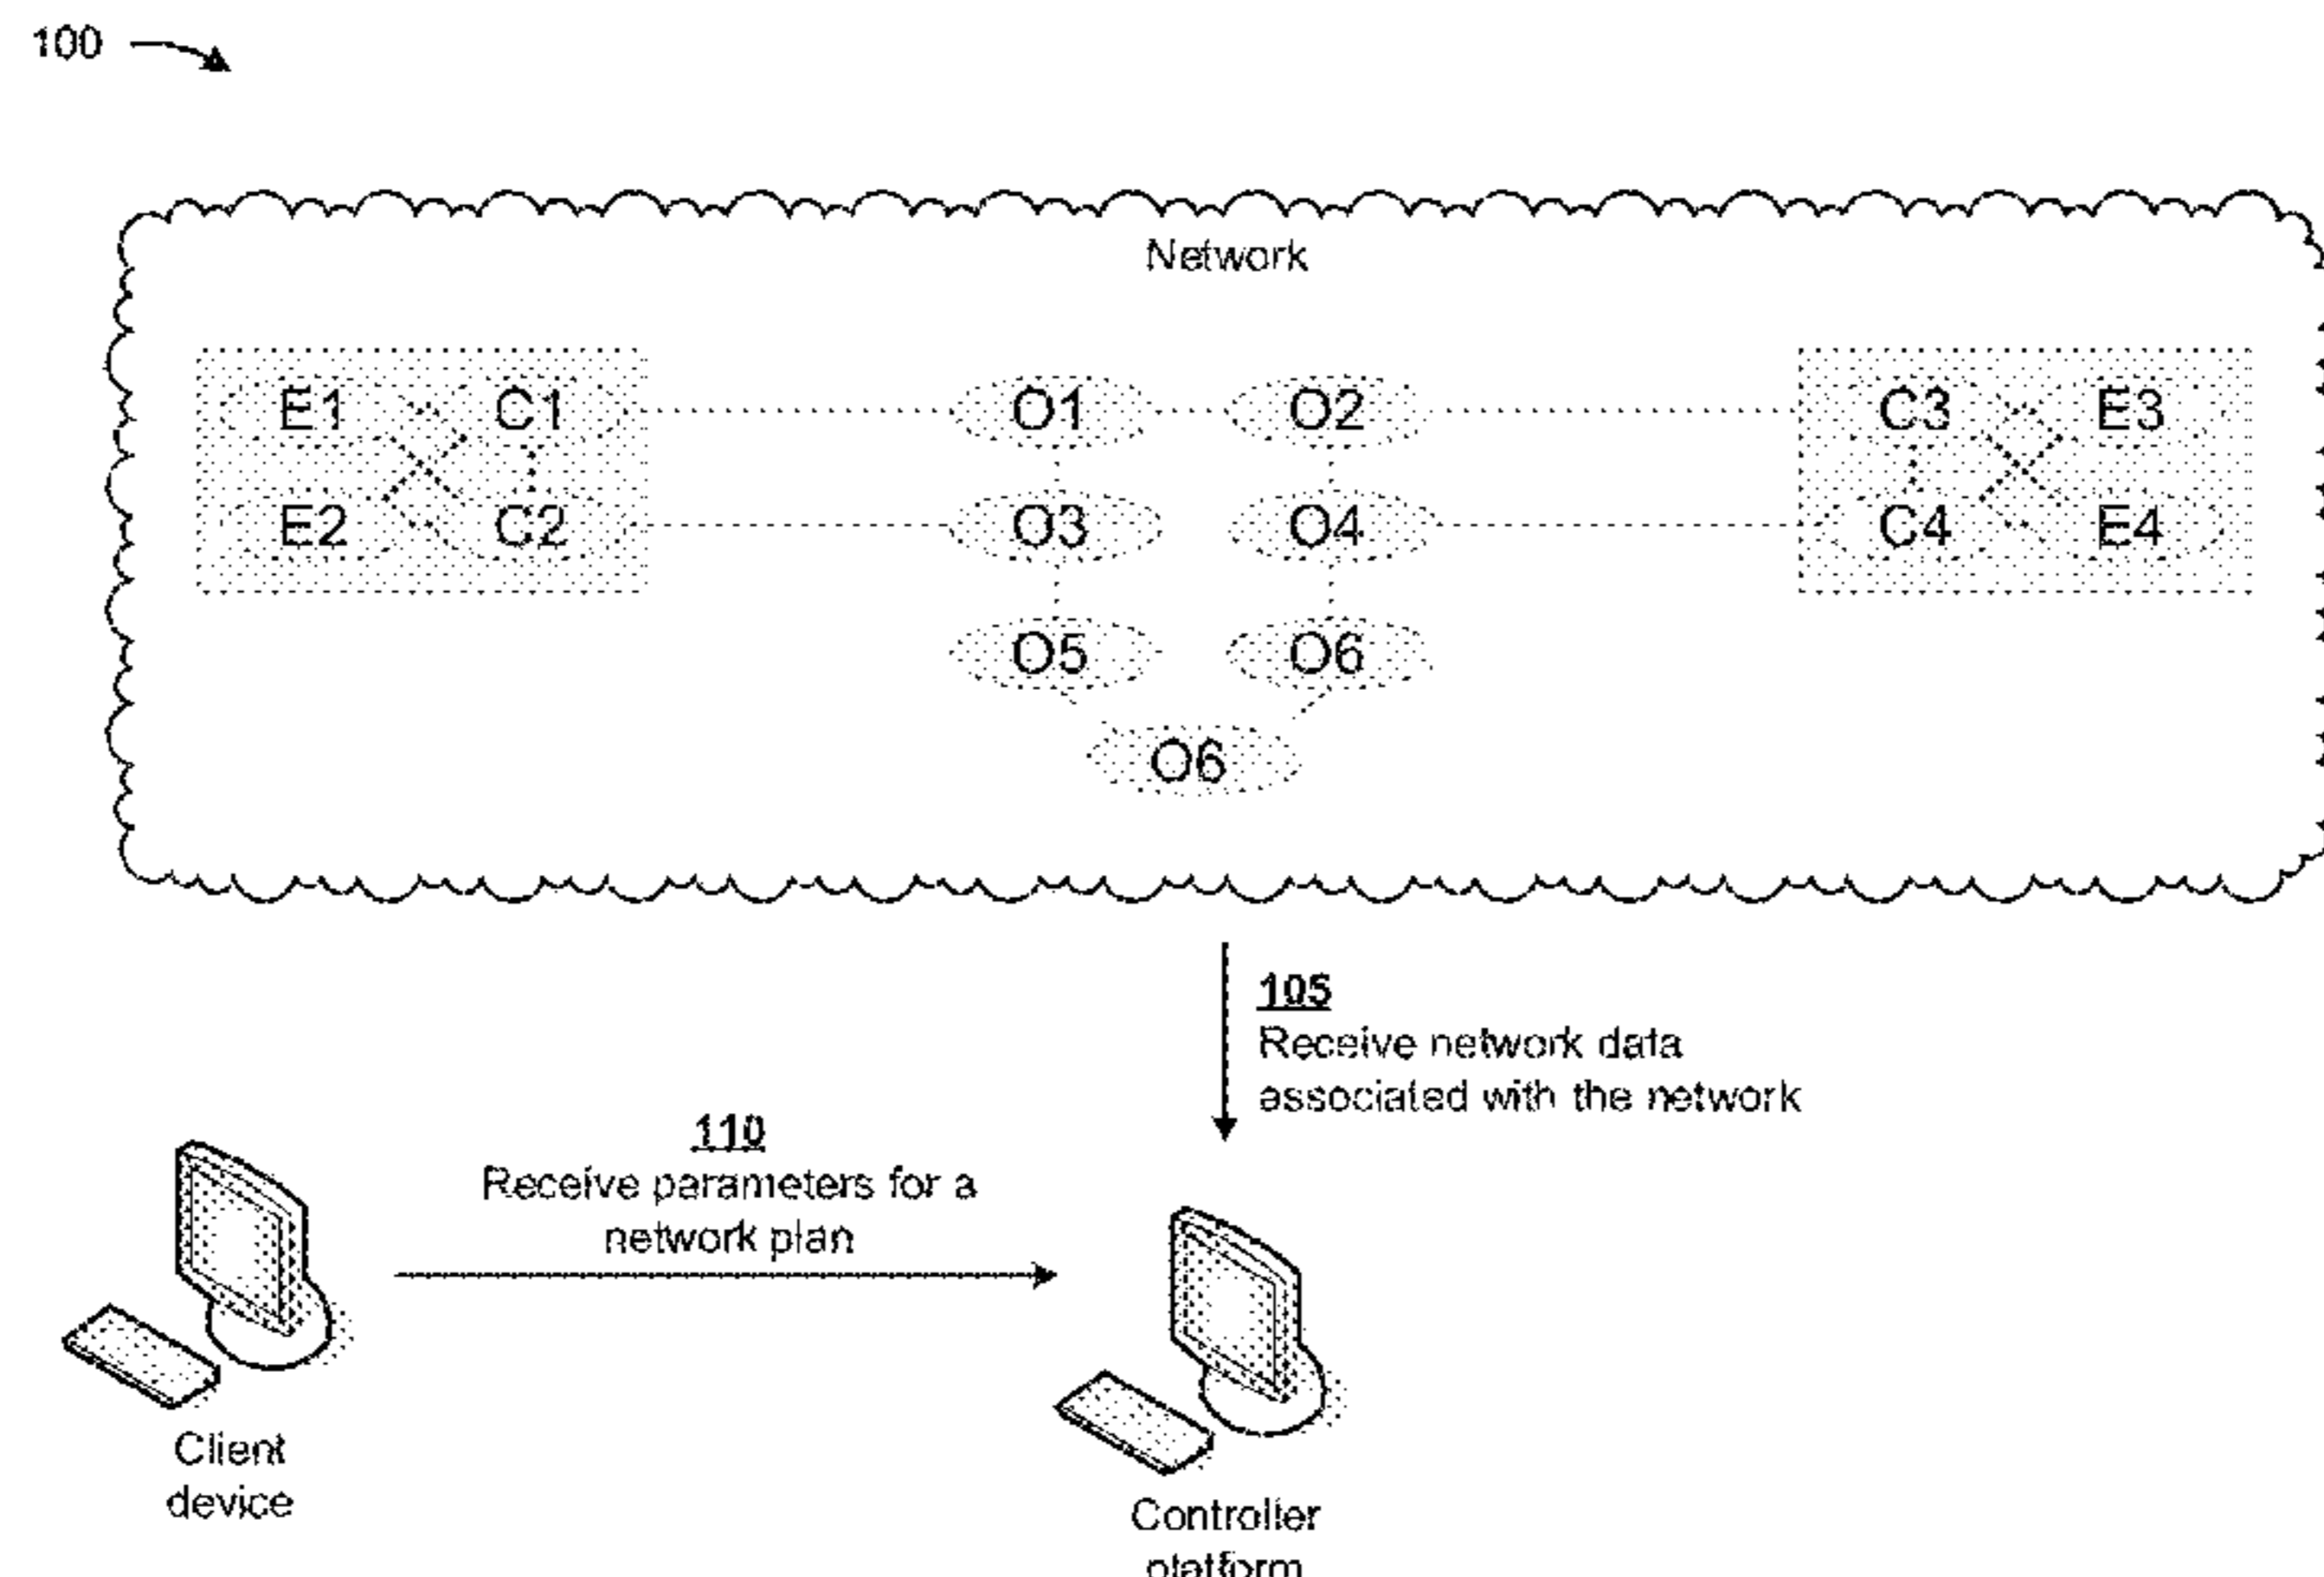 100
Network
E1 C1 O1 O2 C3 E3
E2 C2 O3 O4 C4 E4
O5 O6
O6
105
Receive network data
associated with the network
110
Receive parameters for a
network plan
Client
device
Controller
platform